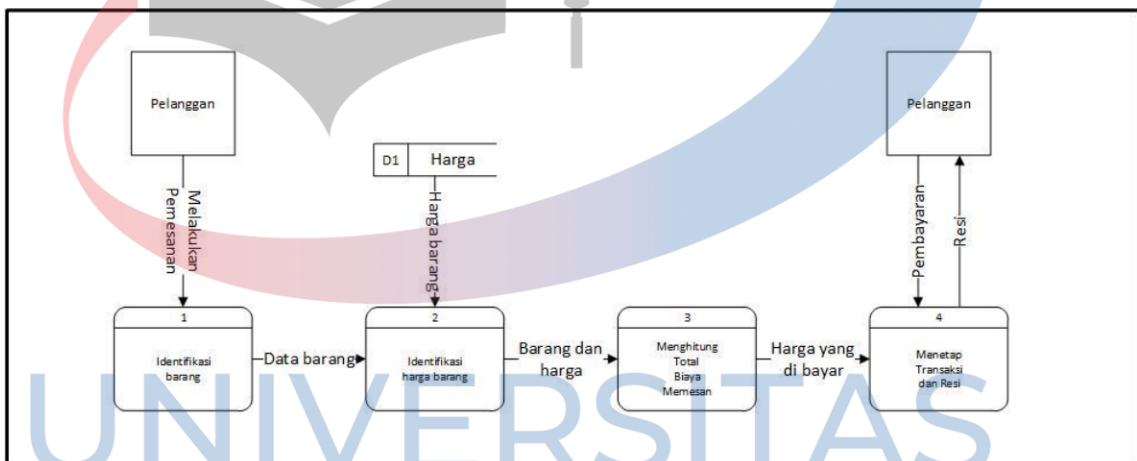 Pelanggan
Pelanggan
D1 Harga
Melakukan
Pemesanan
Harga barang
Pembayaran
Resi
1
Identifikasi
barang
Data barang
2
Identifikasi
harga barang
Barang dan
harga
3
Menghitung
Total
Biaya
Memesan
Harga yang
di bayar
4
Menetap
Transaksi
dan Resi
UNIVERSITAS